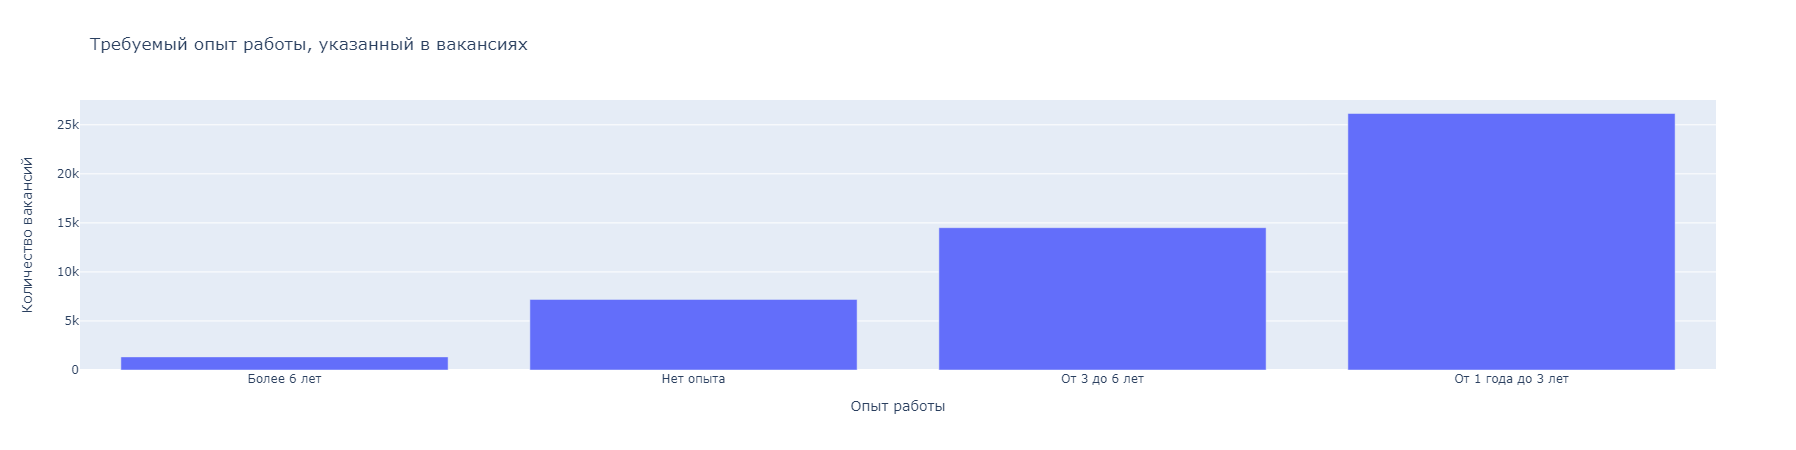 Требуемый опыт работы, указанный в вакансиях
Количество вакансий
25k
20k
15k
10k
5k
0
Более 6 лет
Нет опыта
От 3 до 6 лет
От 1 года до 3 лет
Опыт работы